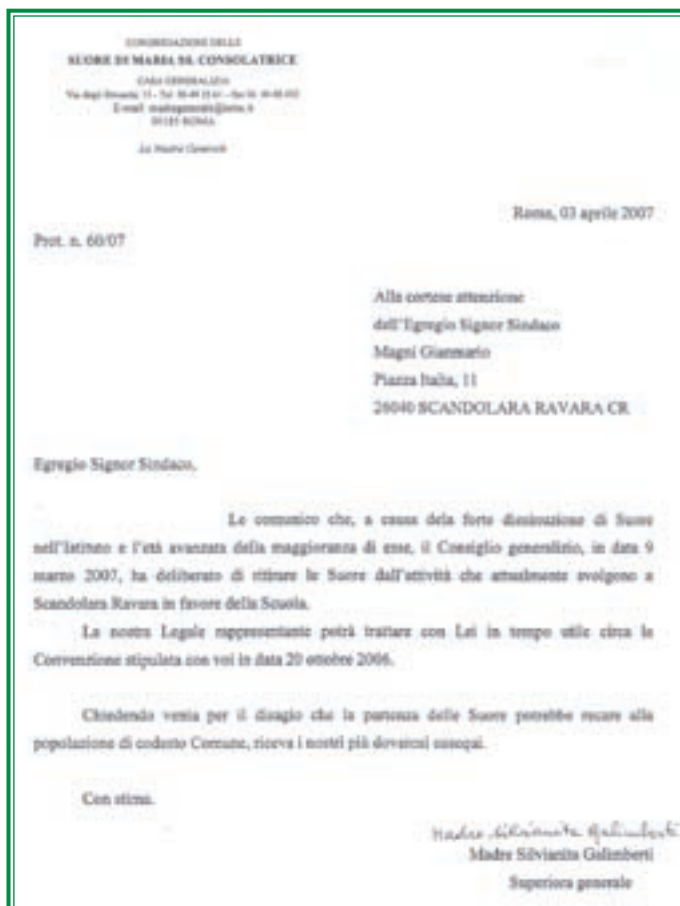 CONGREGAZIONE DELLE
SUORE DI MARIA SS. CONSOLATRICE
CASA GENERALIZIA
Via degli
00185 ROMA
La Madre Generale
Roma, 03 aprile 2007
Prot. n. 60/07
Alla cortese attenzione
dell'Egregio Signor Sindaco
Magni Gianmario
Piazza Italia, 11
26040 SCANDOLARA RAVARA CR
Egregio Signor Sindaco,
Le comunico che, a causa dela forte diminuzione di Suore
nell'Istituto e l'età avanzata della maggioranza di esse, il Consiglio generalizio, in data 9
marzo 2007, ha deliberato di ritirare le Suore dall'attività che attualmente svolgono a
Scandolara Ravara in favore della Scuola.
La nostra Legale rappresentante potrà trattare con Lei in tempo utile circa la
Convenzione stipulata con voi in data 20 ottobre 2006.
Chiedendo venia per il disagio che la partenza delle Suore potrebbe recare alla
popolazione di codesto Comune, riceva i nostri più doverosi ossequi.
Con stima.
Madre Silvianita Galimberti
Madre Silvianita Galimberti
Superiora generale